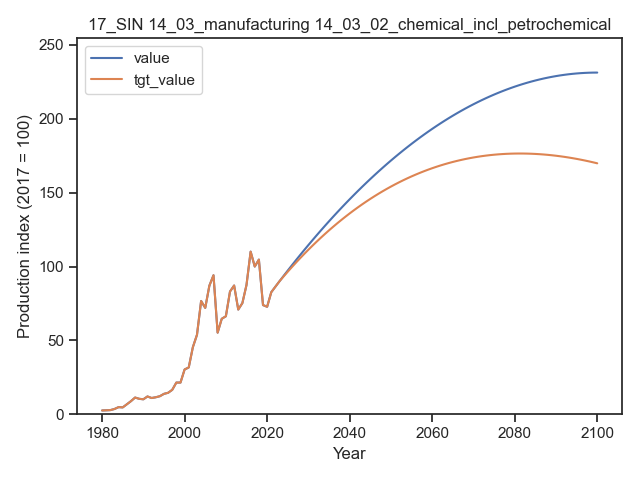 17_SIN 14_03_manufacturing 14_03_02_chemical_incl_petrochemical
value
tgt_value
Production index (2017 = 100)
250
200
150
100
50
0
1980 2000 2020 2040 2060 2080 2100
Year